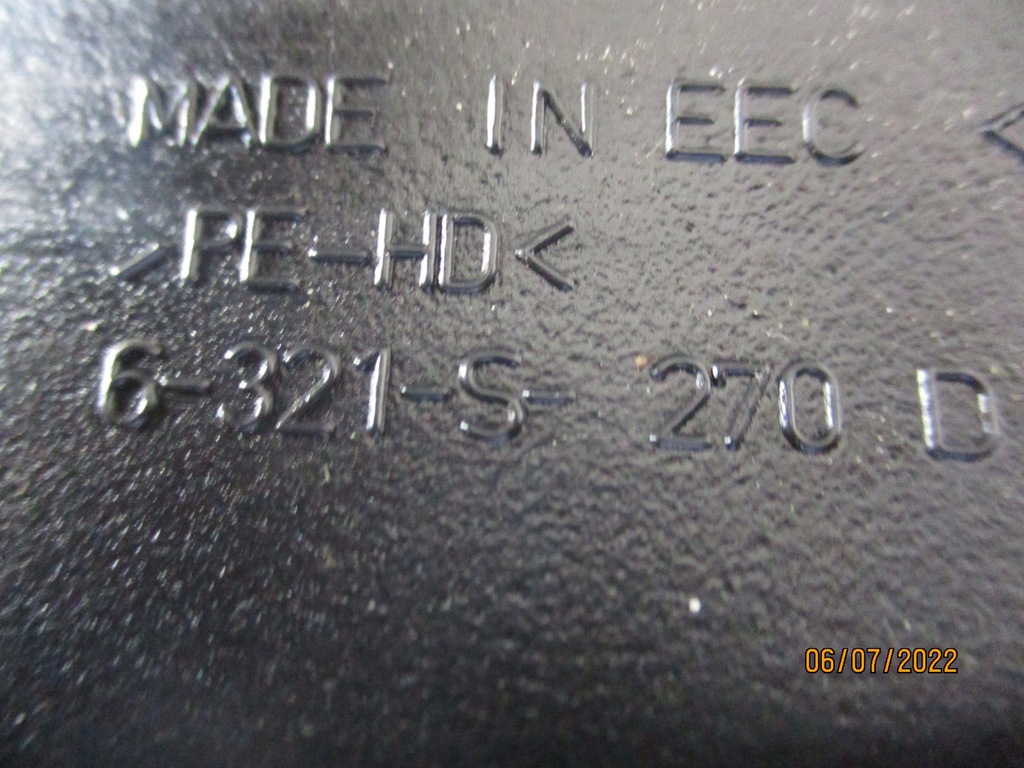 MADE IN EEC <
>PE-HD<
6-321-S- 270 D
06/07/2022